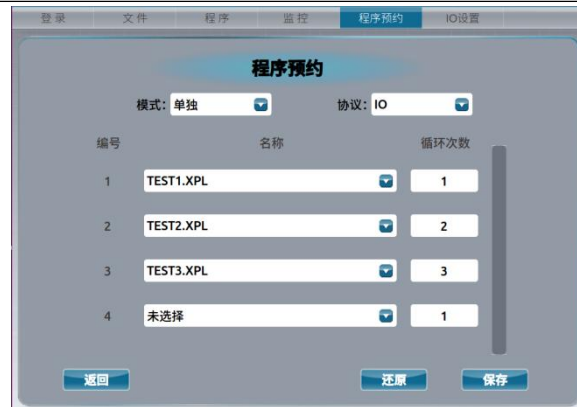 登录 文件 程序 监控 程序预约 IO设置
程序预约
模式: 单独 协议: IO
编号 名称 循环次数
1 TEST1.XPL 1
2 TEST2.XPL 2
3 TEST3.XPL 3
4 未选择 1
返回 还原 保存